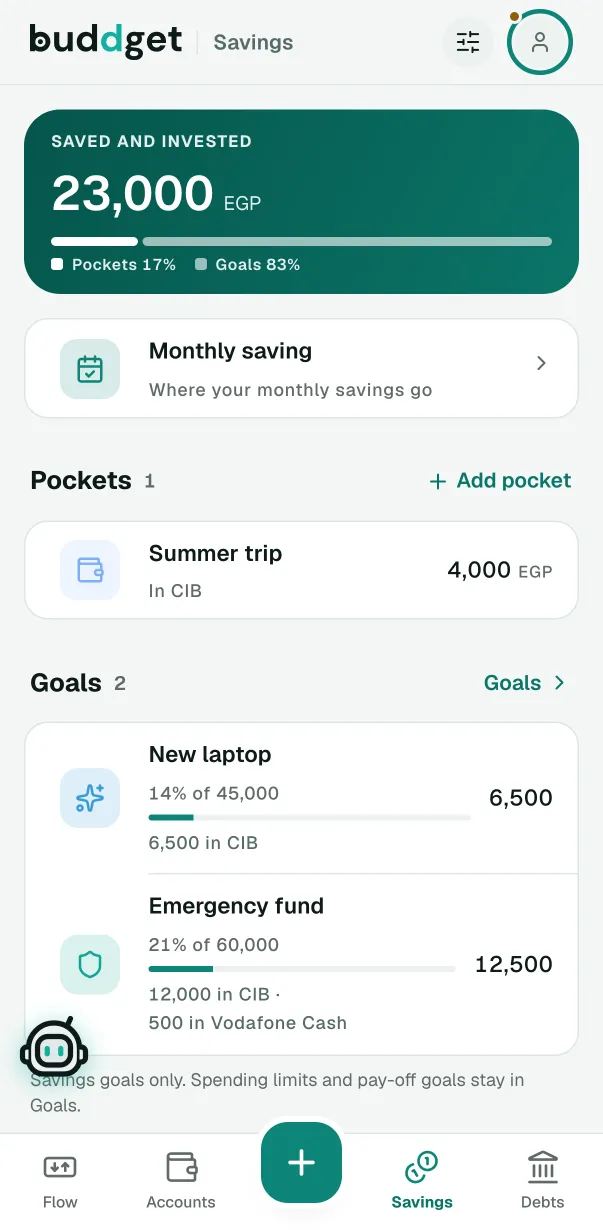 buddget
Savings
SAVED AND INVESTED
23,000 EGP
Pockets 17% Goals 83%
Monthly saving
Where your monthly savings go
Pockets 1
+ Add pocket
Summer trip
In CIB
4,000 EGP
Goals 2
Goals
New laptop
14% of 45,000
6,500
6,500 in CIB
Emergency fund
21% of 60,000
12,500
12,000 in CIB ·
500 in Vodafone Cash
Savings goals only. Spending limits and pay-off goals stay in
Goals.
Flow
Accounts
Savings
Debts